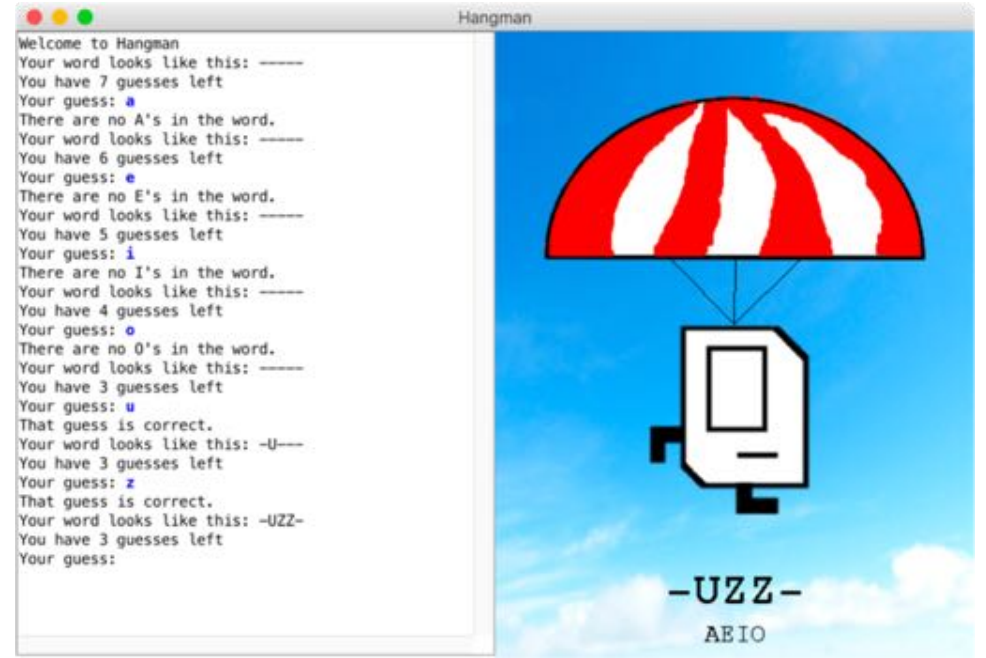 Hangman
Welcome to Hangman
Your word looks like this: -----
You have 7 guesses left
Your guess: a
There are no A's in the word.
Your word looks like this: -----
You have 6 guesses left
Your guess: e
There are no E's in the word.
Your word looks like this: -----
You have 5 guesses left
Your guess: i
There are no I's in the word.
Your word looks like this: -----
You have 4 guesses left
Your guess: o
There are no O's in the word.
Your word looks like this: -----
You have 3 guesses left
Your guess: u
That guess is correct.
Your word looks like this: -U---
You have 3 guesses left
Your guess: z
That guess is correct.
Your word looks like this: -UZZ-
You have 3 guesses left
Your guess:
-UZZ-
AEIO